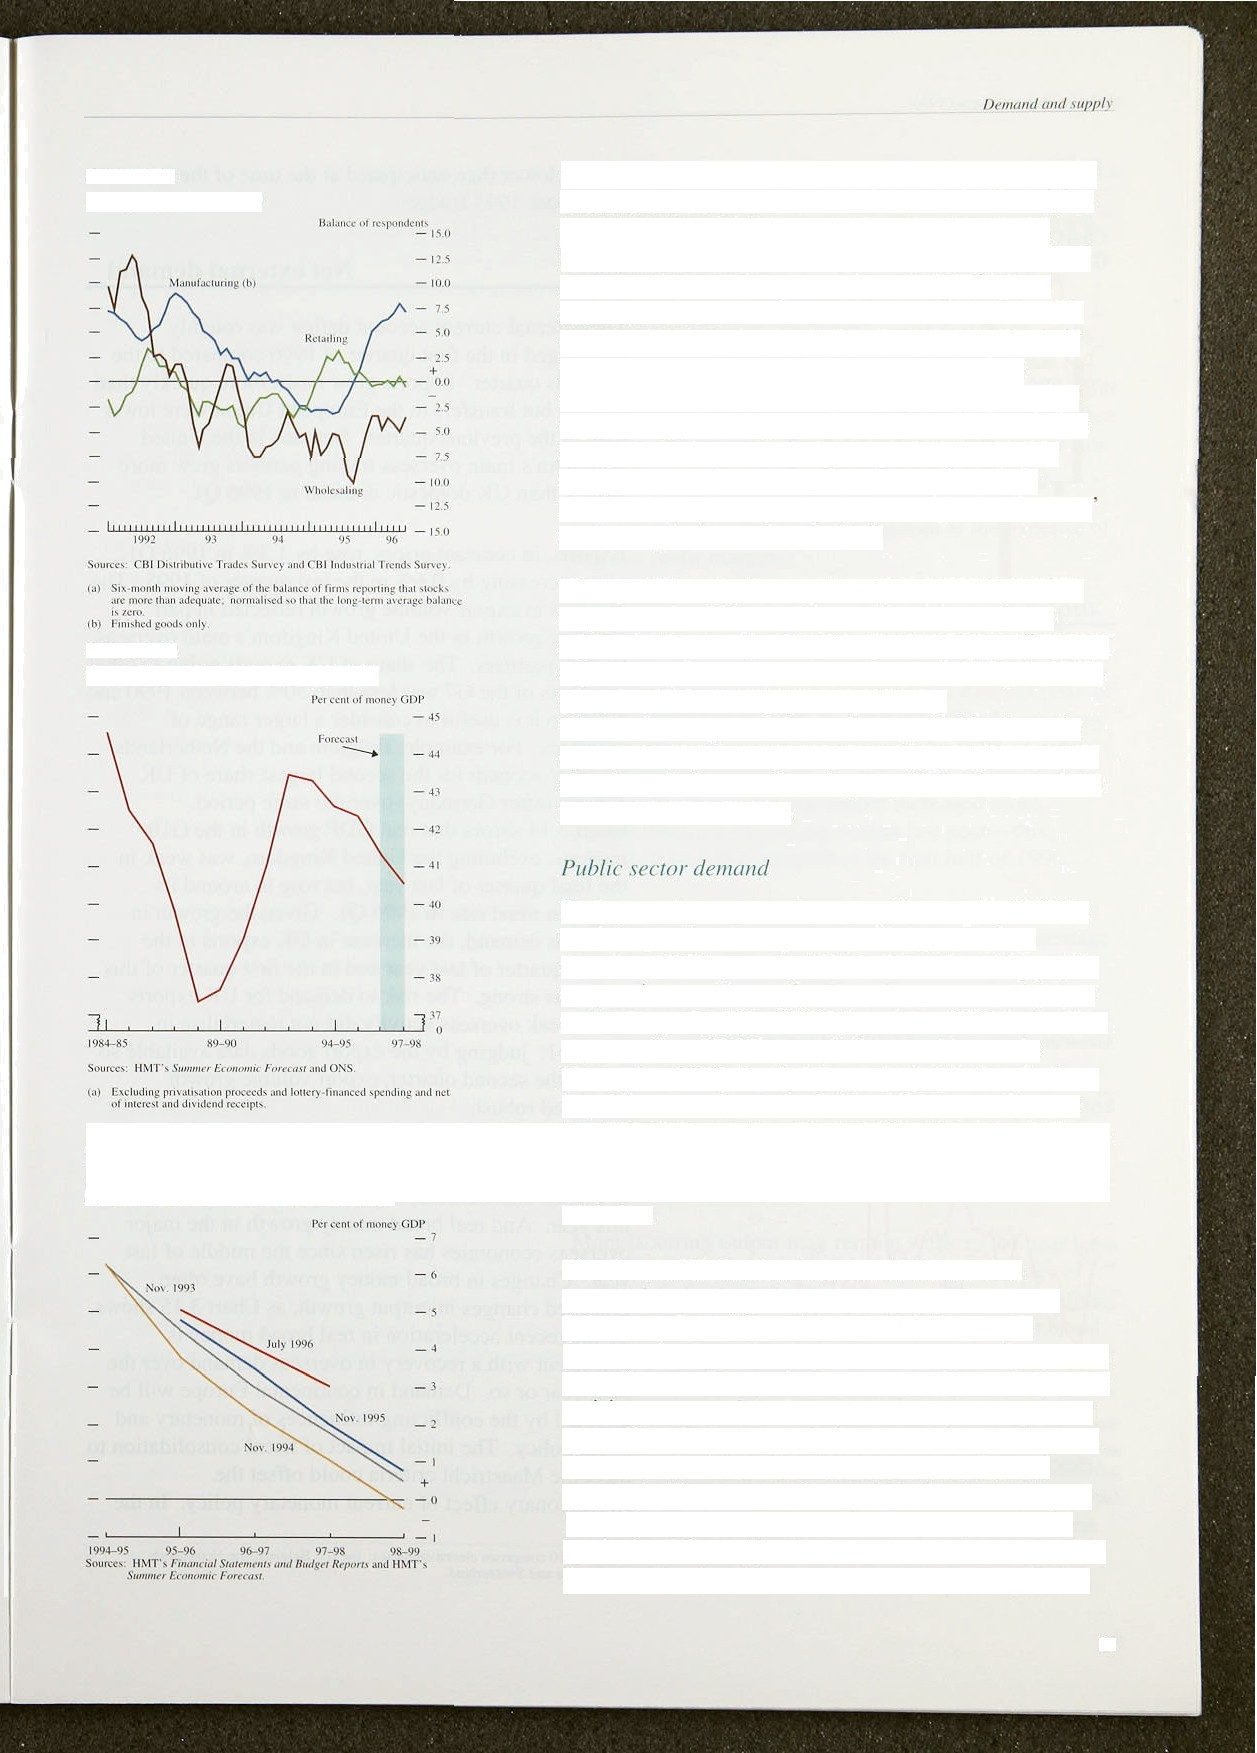 Demand and supply
Balance of respondents
15.0
12.5
Manufacturing (b)
10.0
7.5
Retailing
5.0
2.5
+
0.0
–
2.5
5.0
7.5
Wholesaling
10.0
12.5
15.0
1992 93 94 95 96
Sources: CBI Distributive Trades Survey and CBI Industrial Trends Survey.
(a) Six-month moving average of the balance of firms reporting that stocks
are more than adequate; normalised so that the long-term average balance
is zero.
(b) Finished goods only.
Per cent of money GDP
45
Forecast
44
43
42
41
40
39
38
37
0
1984–85 89–90 94–95 97–98
Sources: HMT's Summer Economic Forecast and ONS.
(a) Excluding privatisation proceeds and lottery-financed spending and net
of interest and dividend receipts.
Public sector demand
Per cent of money GDP
7
6
Nov. 1993
5
July 1996
4
3
Nov. 1995
2
Nov. 1994
1
+
0
–
1
1994–95 95–96 96–97 97–98 98–99
Sources: HMT's Financial Statements and Budget Reports and HMT's
Summer Economic Forecast.